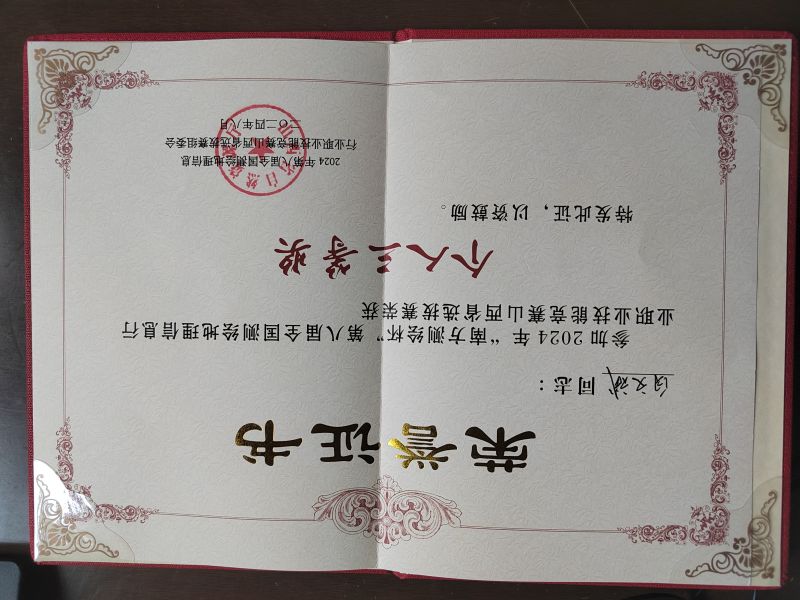 荣誉证书
文斌 同志：
参加2024年“南方测绘杯”第八届全国测绘地理信息行
业职业技能竞赛山西省选拔赛荣获
个人三等奖
特发此证，以资鼓励。
2024年第八届全国测绘地理信息
行业职业技能竞赛山西省选拔赛组委会
二〇二四年八月